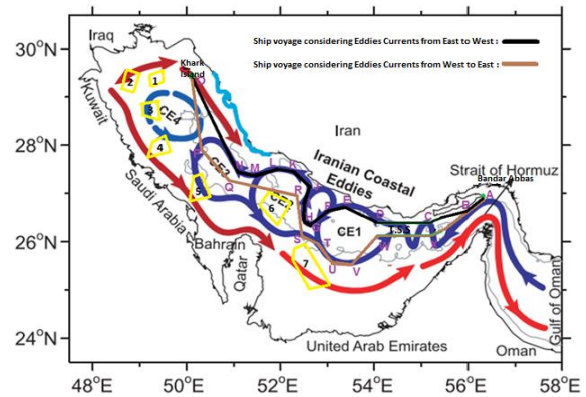 Ship voyage considering Eddies Currents from East to West :
Ship voyage considering Eddies Currents from West to East :
30°N
28°N
26°N
24°N
48°E
50°E
52°E
54°E
56°E
58°E
Iraq
Kuwait
Khark
Island
Iran
Iranian Coastal
Eddies
Strait of Hormuz
Bandar Abbas
Saudi Arabia
Bahrain
Qatar
United Arab Emirates
Oman
Gulf of Oman
CE4
CE3
CE2
CE1
T.S.S
1
2
3
4
5
6
7
O
M
L
K
Q
R
H
G
F
E
D
C
A
B
S
T
U
V
W